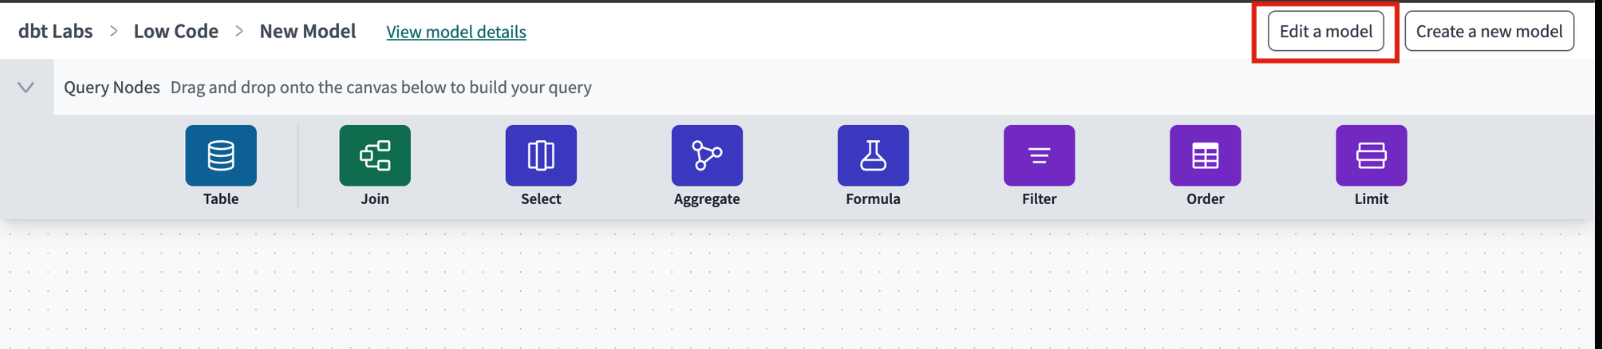 dbt Labs > Low Code > New Model View model details Edit a model Create a new model
Query Nodes Drag and drop onto the canvas below to build your query
Table Join Select Aggregate Formula Filter Order Limit